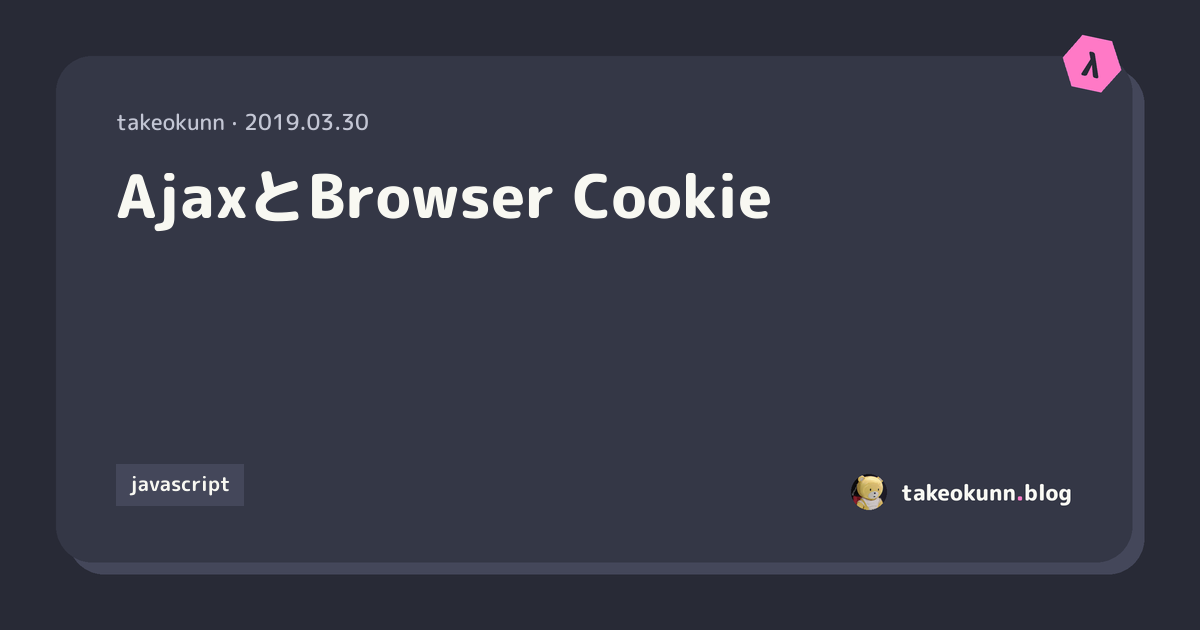 λ
takeokunn · 2019.03.30
AjaxとBrowser Cookie
javascript
takeokunn.blog